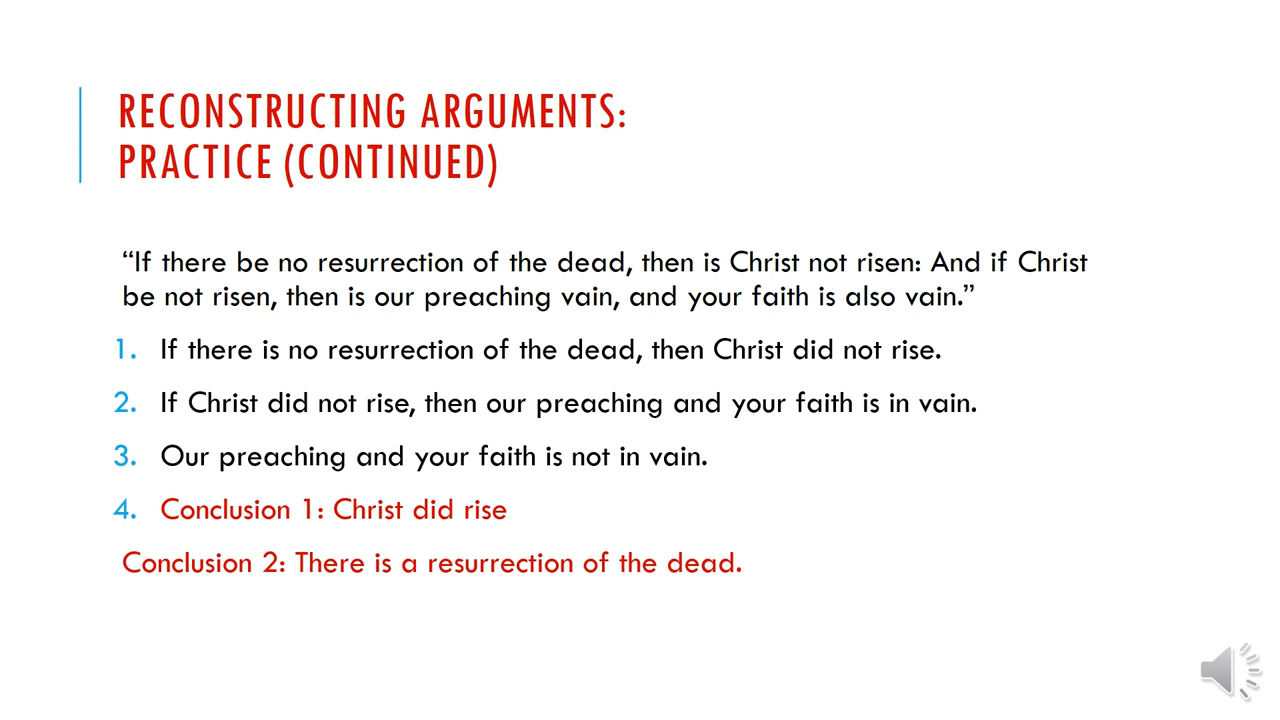 RECONSTRUCTING ARGUMENTS:
PRACTICE (CONTINUED)
“If there be no resurrection of the dead, then is Christ not risen: And if Christ
be not risen, then is our preaching vain, and your faith is also vain.”
1. If there is no resurrection of the dead, then Christ did not rise.
2. If Christ did not rise, then our preaching and your faith is in vain.
3. Our preaching and your faith is not in vain.
4. Conclusion 1: Christ did rise
Conclusion 2: There is a resurrection of the dead.